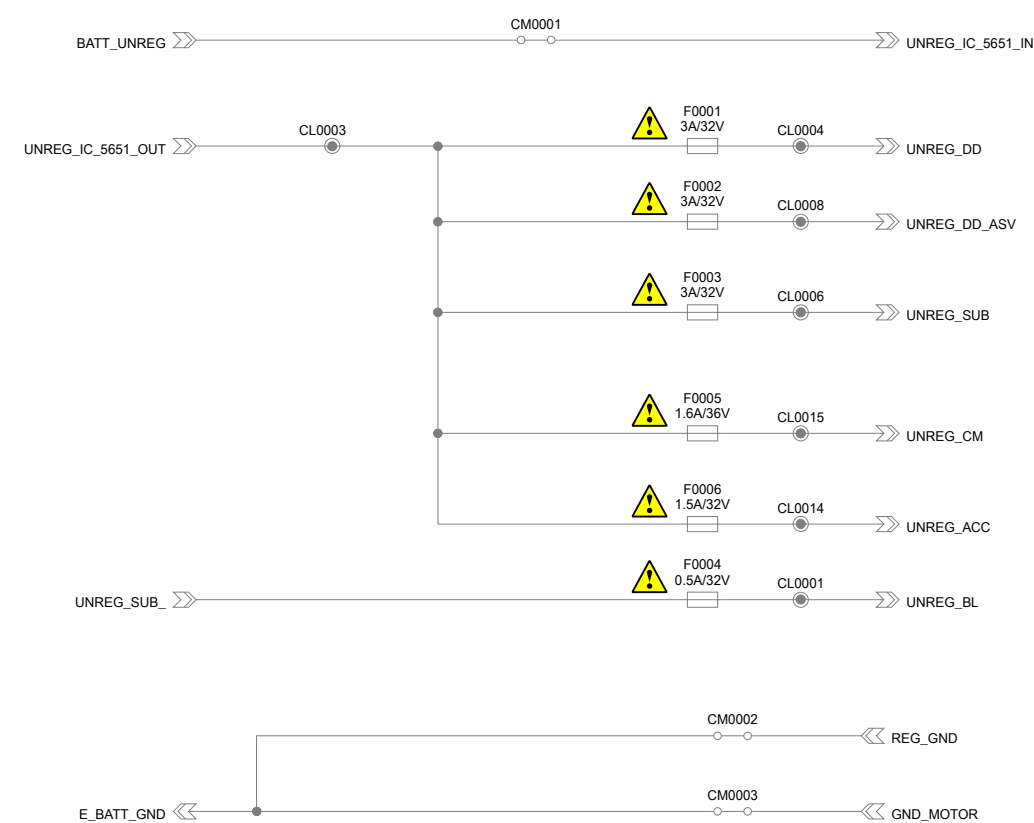 CM0001
BATT_UNREG
UNREG_IC_5651_IN
F0001
3A/32V
CL0003
CL0004
UNREG_IC_5651_OUT
UNREG_DD
F0002
3A/32V
CL0008
UNREG_DD_ASV
F0003
3A/32V
CL0006
UNREG_SUB
F0005
1.6A/36V
CL0015
UNREG_CM
F0006
1.5A/32V
CL0014
UNREG_ACC
F0004
0.5A/32V
CL0001
UNREG_SUB_
UNREG_BL
CM0002
REG_GND
CM0003
E_BATT_GND
GND_MOTOR